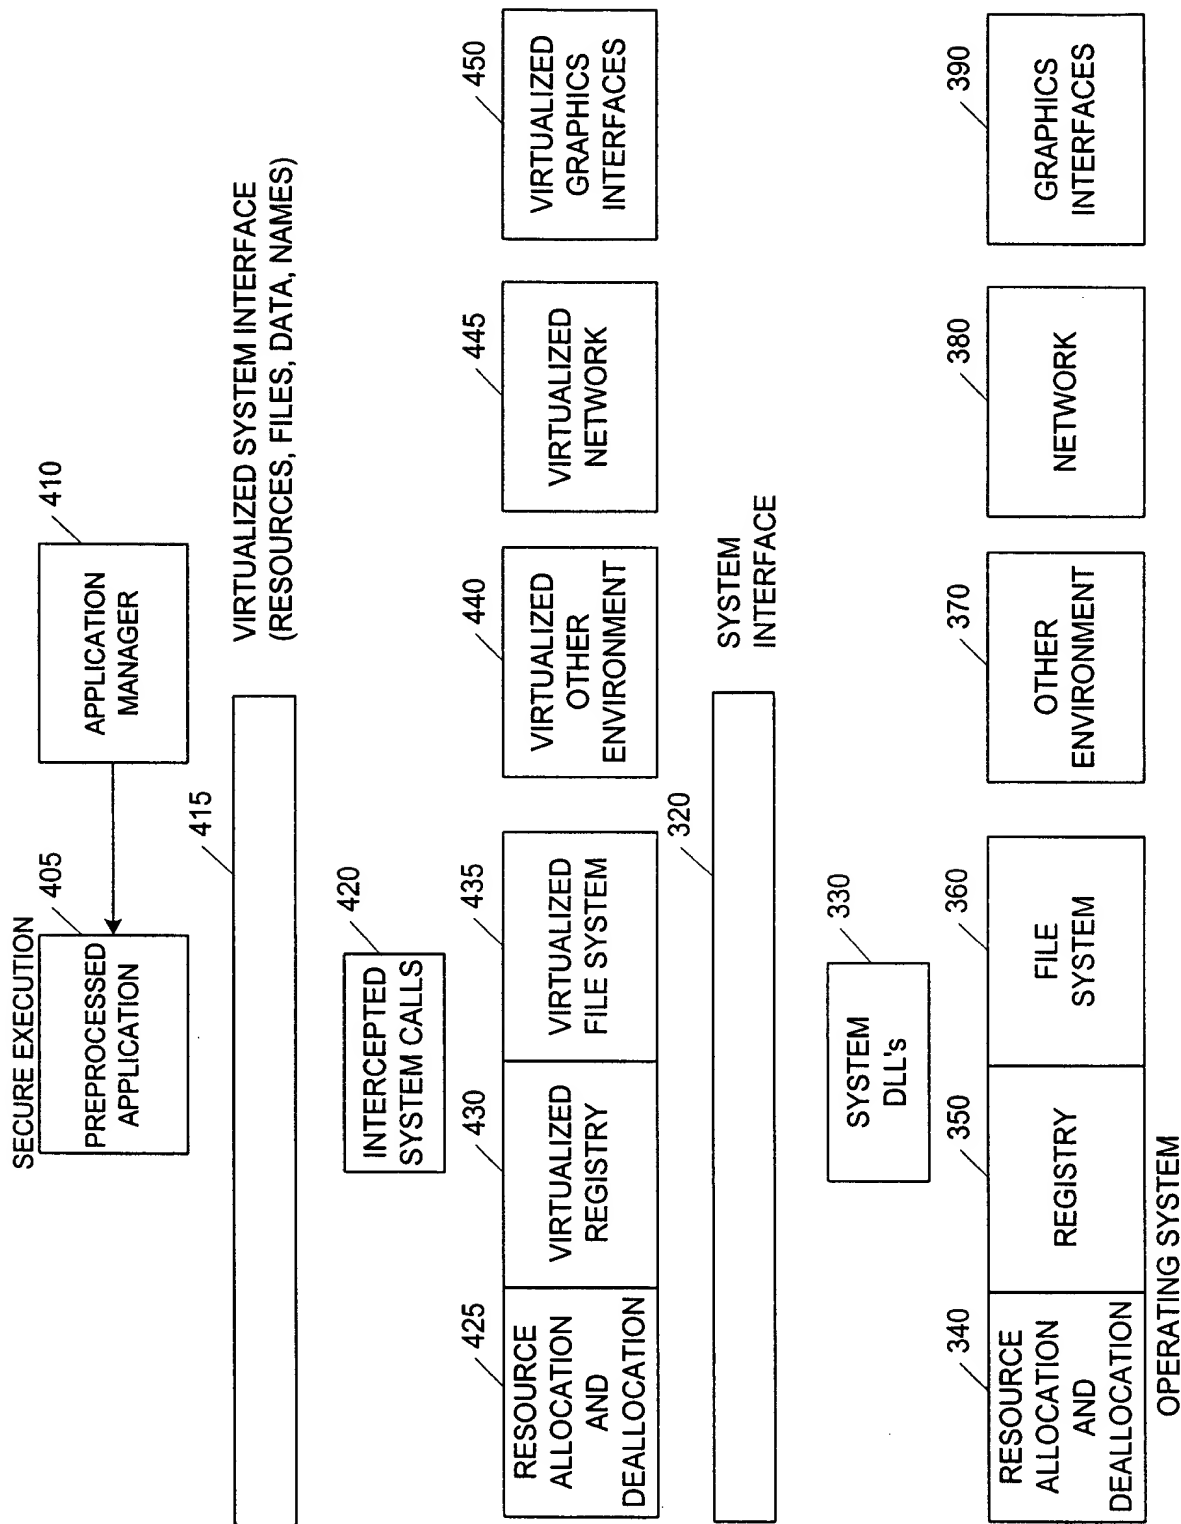 SECURE EXECUTION
405
PREPROCESSED
APPLICATION
410
APPLICATION
MANAGER
415
VIRTUALIZED SYSTEM INTERFACE
(RESOURCES, FILES, DATA, NAMES)
420
INTERCEPTED
SYSTEM CALLS
425
RESOURCE
ALLOCATION
AND
DEALLOCATION
430
VIRTUALIZED
REGISTRY
435
VIRTUALIZED
FILE SYSTEM
440
VIRTUALIZED
OTHER
ENVIRONMENT
445
VIRTUALIZED
NETWORK
450
VIRTUALIZED
GRAPHICS
INTERFACES
320
SYSTEM
INTERFACE
330
SYSTEM
DLL's
340
RESOURCE
ALLOCATION
AND
DEALLOCATION
350
REGISTRY
360
FILE
SYSTEM
370
OTHER
ENVIRONMENT
380
NETWORK
390
GRAPHICS
INTERFACES
OPERATING SYSTEM